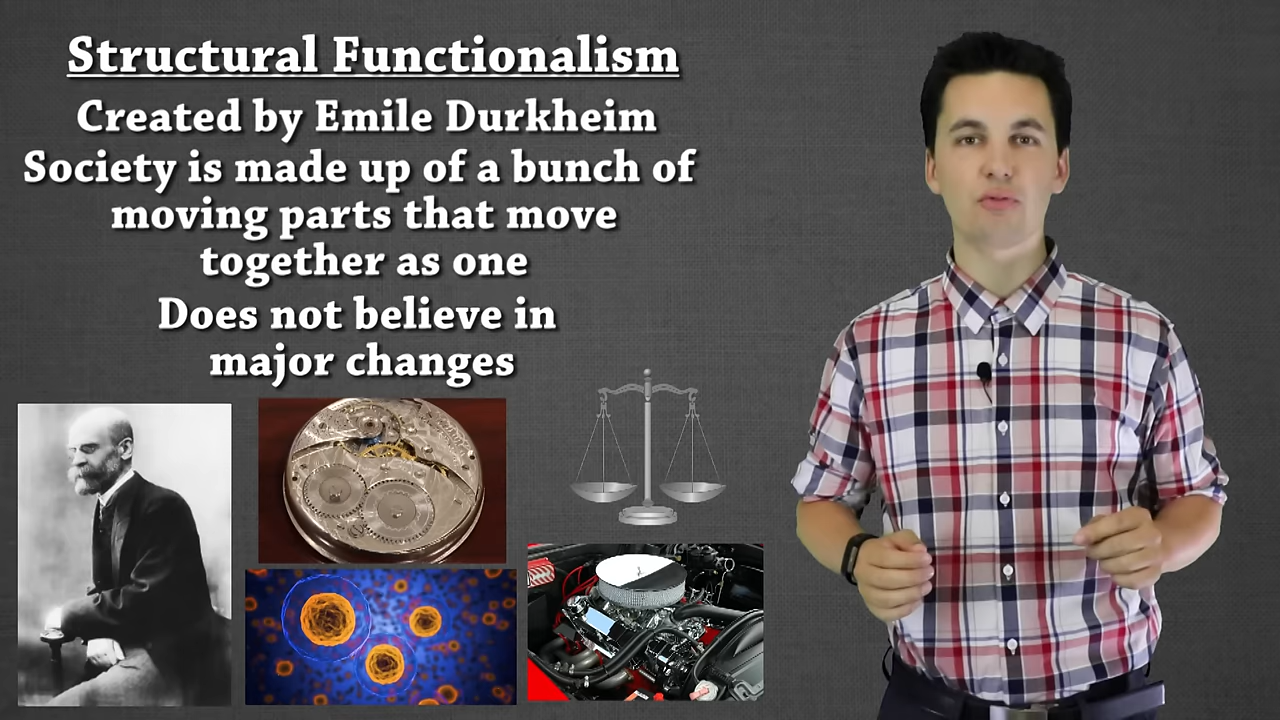 Structural Functionalism
Created by Emile Durkheim
Society is made up of a bunch of
moving parts that move
together as one
Does not believe in
major changes